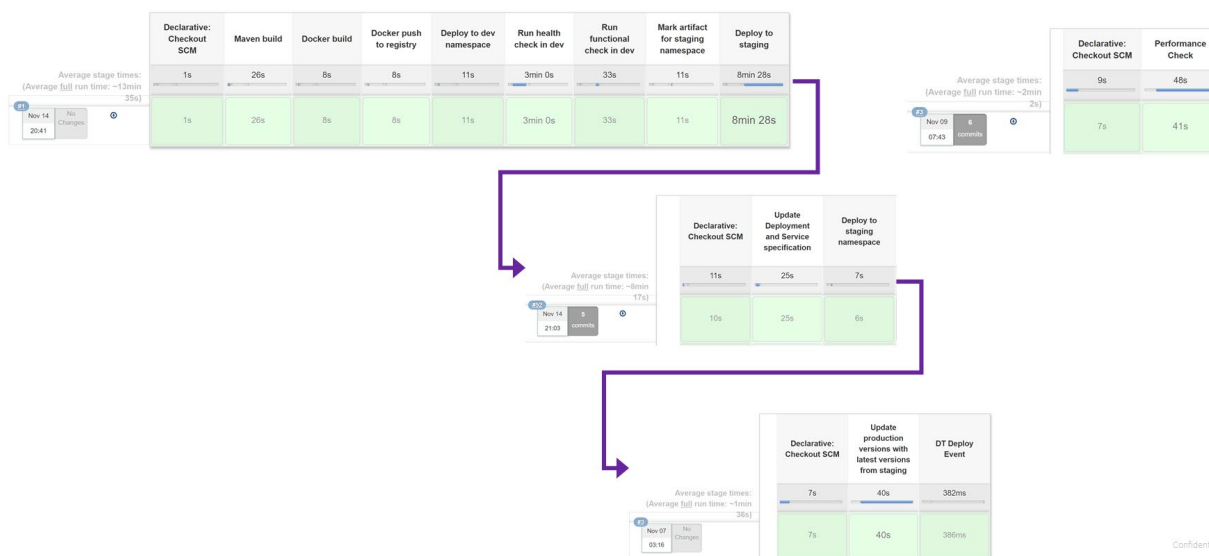 Declarative:
Checkout
SCM
Maven build
Docker build
Docker push
to registry
Deploy to dev
namespace
Run health
check in dev
Run
functional
check in dev
Mark artifact
for staging
namespace
Deploy to
staging
Average stage times:
(Average full run time: ~13min
35s)
1s
26s
8s
8s
11s
3min 0s
33s
11s
8min 28s
#1
Nov 14
20:41
No
Changes
1s
26s
8s
8s
11s
3min 0s
33s
11s
8min 28s
Declarative:
Checkout SCM
Performance
Check
Average stage times:
(Average full run time: ~2min
2s)
9s
48s
#3
Nov 09
07:43
6
commits
7s
41s
Declarative:
Checkout SCM
Update
Deployment
and Service
specification
Deploy to
staging
namespace
Average stage times:
(Average full run time: ~8min
17s)
11s
25s
7s
#52
Nov 14
21:03
5
commits
10s
25s
6s
Declarative:
Checkout SCM
Update
production
versions with
latest versions
from staging
DT Deploy
Event
Average stage times:
(Average full run time: ~1min
36s)
7s
40s
382ms
Nov 07
03:16
No
Changes
7s
40s
386ms
Confident